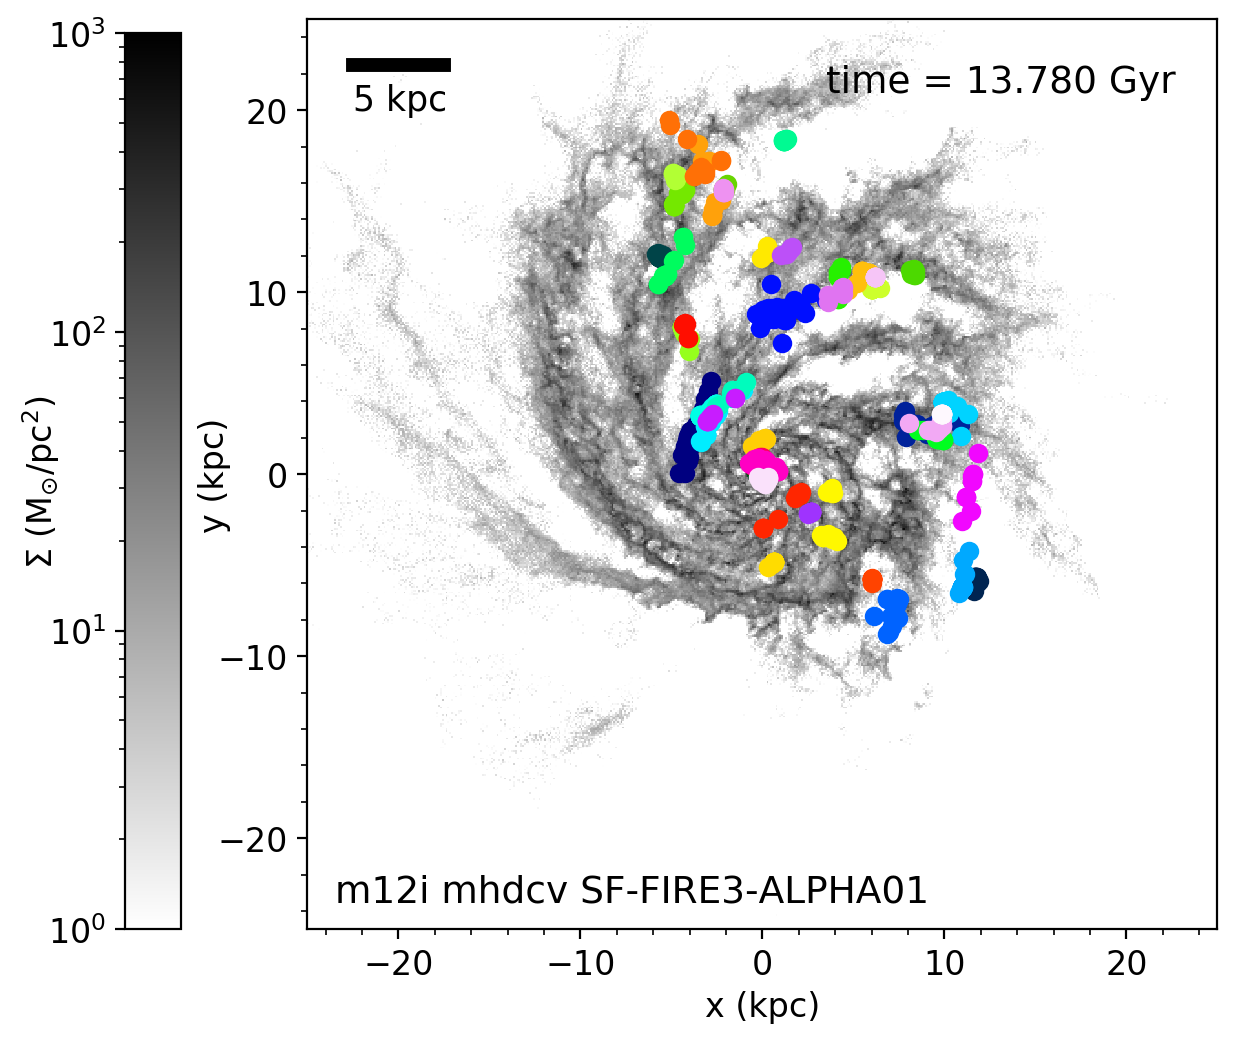 10³
10²
10¹
10⁰
Σ (M⊙/pc²)
5 kpc
time = 13.780 Gyr
m12i mhdcv SF-FIRE3-ALPHA01
20
10
0
−10
−20
y (kpc)
−20 −10 0 10 20
x (kpc)